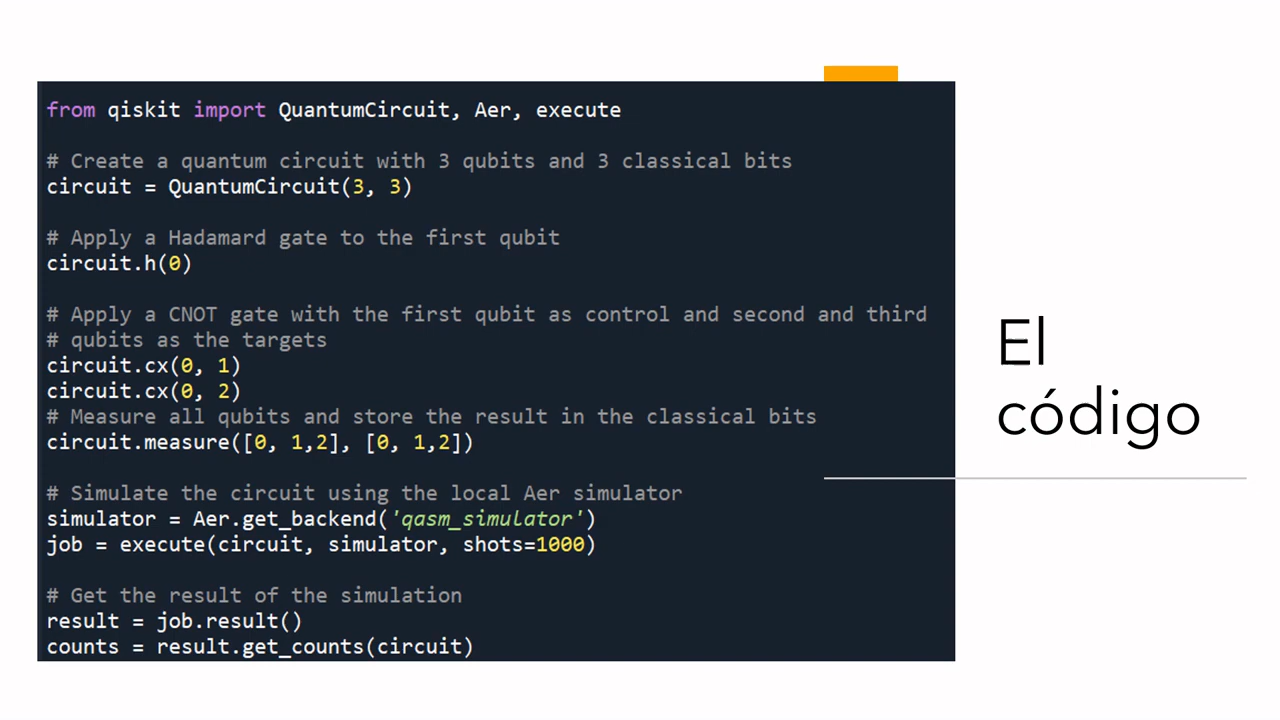 from qiskit import QuantumCircuit, Aer, execute
# Create a quantum circuit with 3 qubits and 3 classical bits
circuit = QuantumCircuit(3, 3)
# Apply a Hadamard gate to the first qubit
circuit.h(0)
# Apply a CNOT gate with the first qubit as control and second and third
# qubits as the targets
circuit.cx(0, 1)
circuit.cx(0, 2)
# Measure all qubits and store the result in the classical bits
circuit.measure([0, 1,2], [0, 1,2])
# Simulate the circuit using the local Aer simulator
simulator = Aer.get_backend('qasm_simulator')
job = execute(circuit, simulator, shots=1000)
# Get the result of the simulation
result = job.result()
counts = result.get_counts(circuit)
El
código